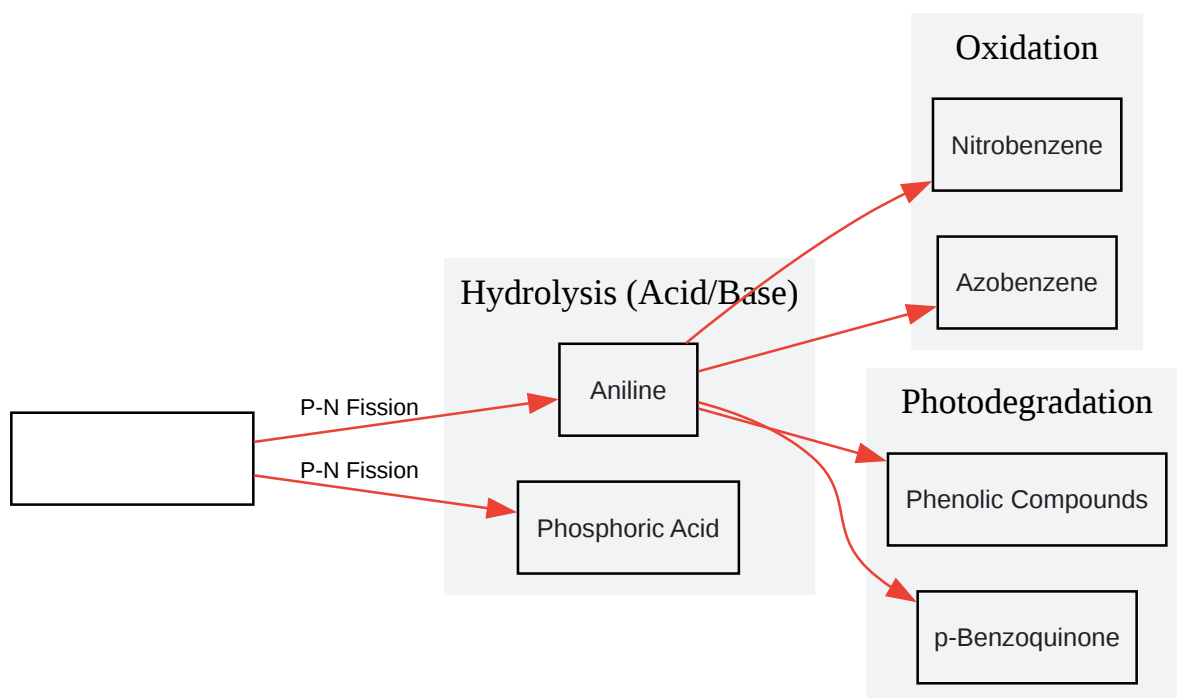 Oxidation
Nitrobenzene
Azobenzene
Hydrolysis (Acid/Base)
Aniline
Phosphoric Acid
P-N Fission
P-N Fission
Photodegradation
Phenolic Compounds
p-Benzoquinone